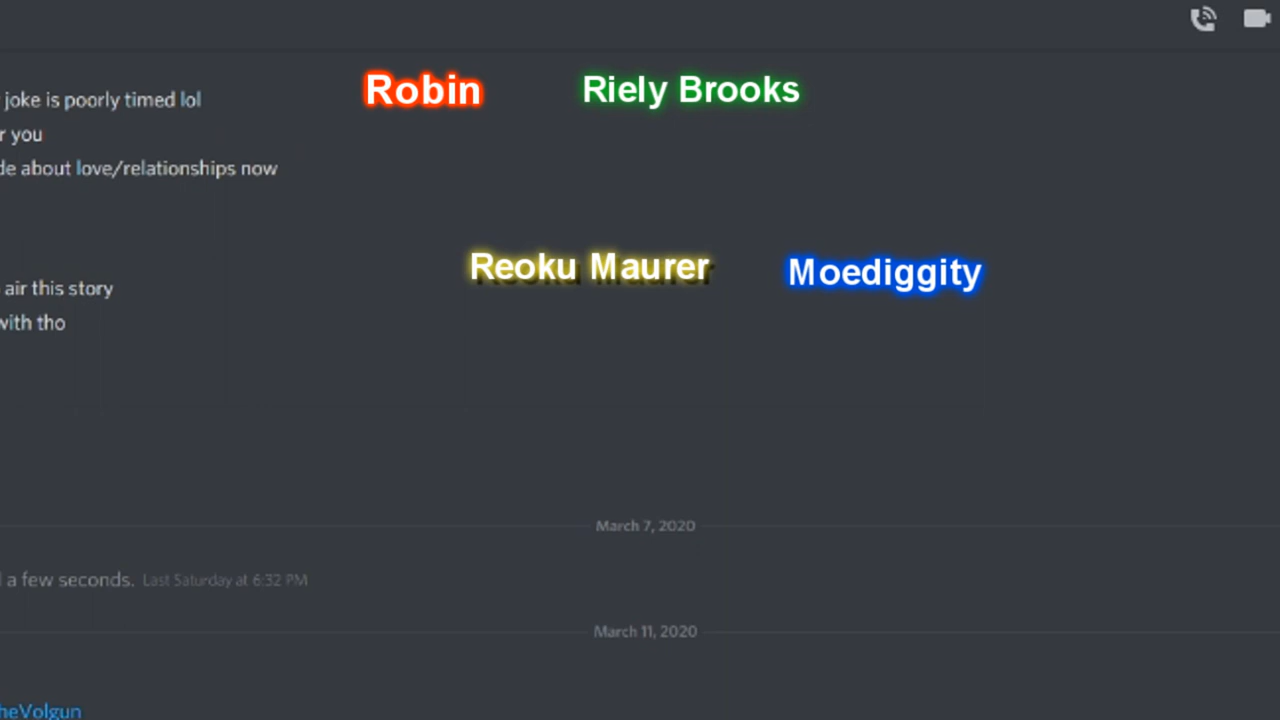 Robin Riely Brooks
joke is poorly timed lol
r you
de about love/relationships now
Reoku Maurer Moediggity
air this story
with tho
March 7, 2020
a few seconds. Last Saturday at 6:32 PM
March 11, 2020
heVolgun